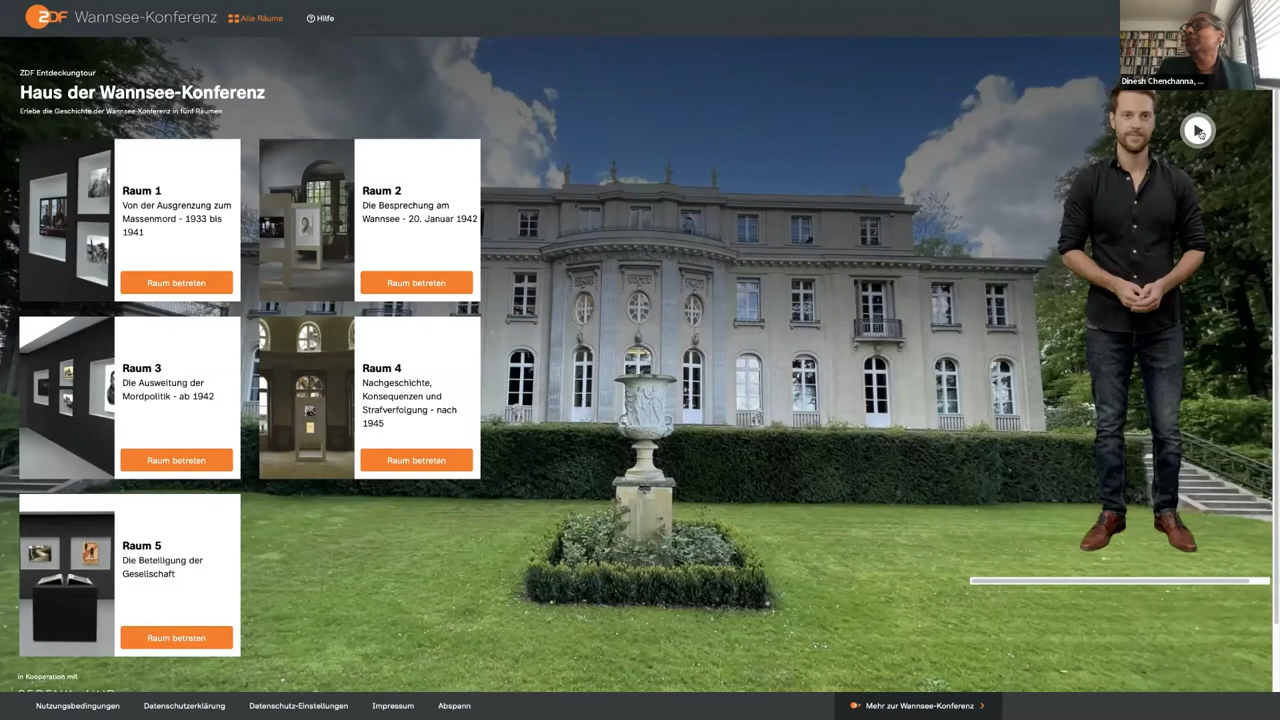 ZDF Wannsee-Konferenz
Alle Räume
Hilfe
Dinesh Chenchanna, ...
ZDF Entdeckungtour
Haus der Wannsee-Konferenz
Erlebe die Geschichte der Wannsee-Konferenz in fünf Räumen
Raum 1
Von der Ausgrenzung zum
Massenmord - 1933 bis
1941
Raum betreten
Raum 2
Die Besprechung am
Wannsee - 20. Januar 1942
Raum betreten
Raum 3
Die Ausweitung der
Mordpolitik - ab 1942
Raum betreten
Raum 4
Nachgeschichte,
Konsequenzen und
Strafverfolgung - nach
1945
Raum betreten
Raum 5
Die Beteiligung der
Gesellschaft
Raum betreten
in Kooperation mit
Nutzungsbedingungen
Datenschutzerklärung
Datenschutz-Einstellungen
Impressum
Abspann
Mehr zur Wannsee-Konferenz